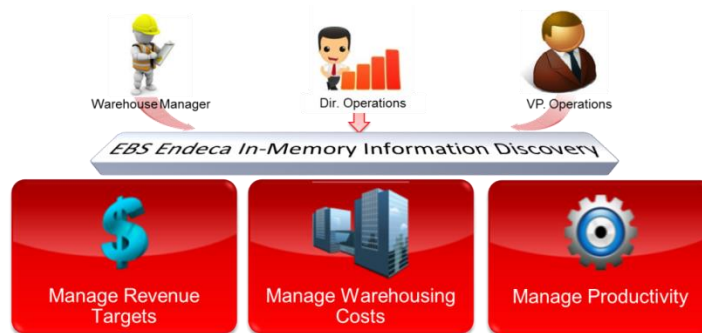 Warehouse Manager
Dir. Operations
VP. Operations
EBS Endeca In-Memory Information Discovery
Manage Revenue
Targets
Manage Warehousing
Costs
Manage Productivity